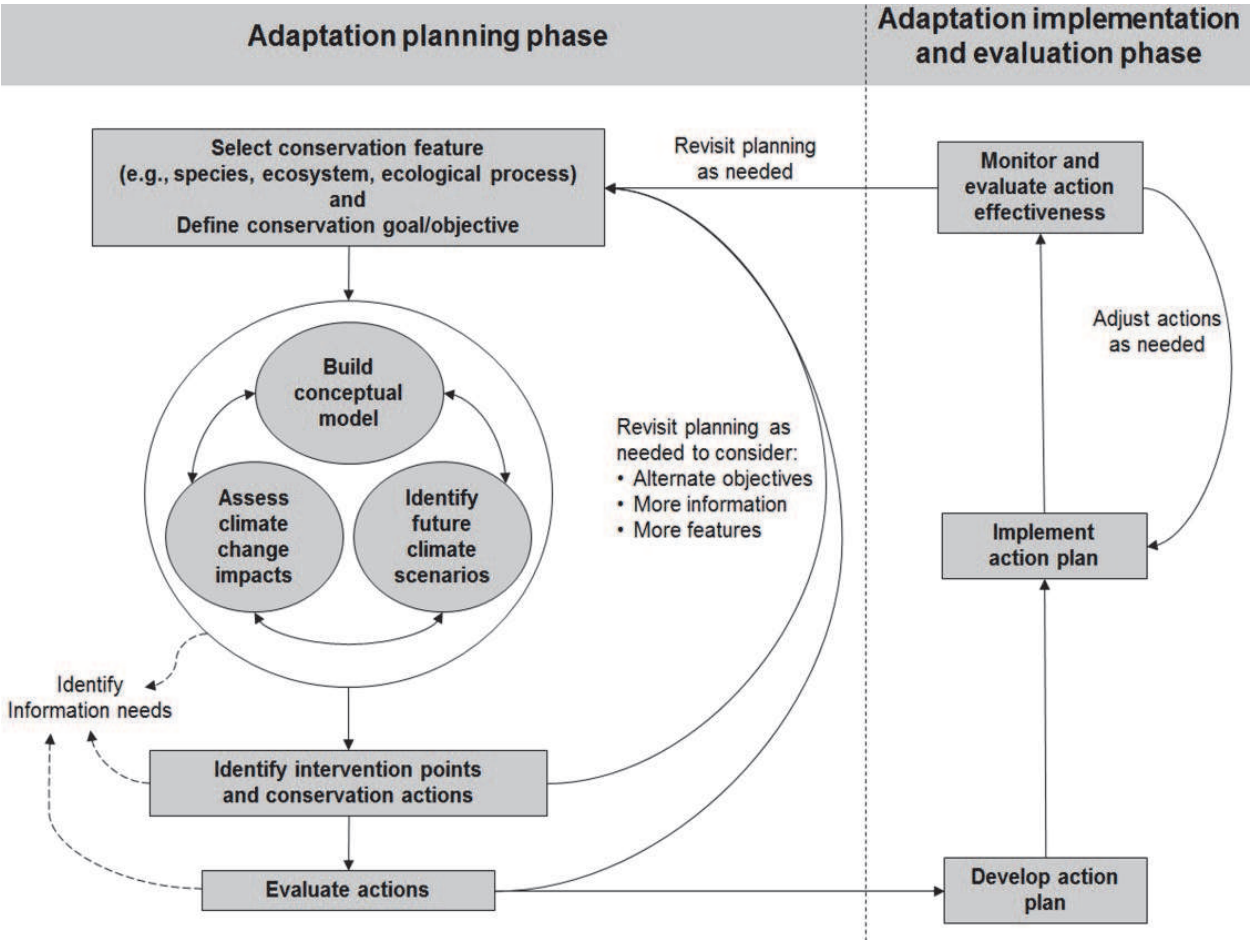 Adaptation planning phase
Adaptation implementation
and evaluation phase
Select conservation feature
(e.g., species, ecosystem, ecological process)
and
Define conservation goal/objective
Revisit planning
as needed
Monitor and
evaluate action
effectiveness
Build
conceptual
model
Adjust actions
as needed
Assess
climate
change
impacts
Identify
future
climate
scenarios
Revisit planning as
needed to consider:
• Alternate objectives
• More information
• More features
Implement
action plan
Identify
Information needs
Identify intervention points
and conservation actions
Evaluate actions
Develop action
plan